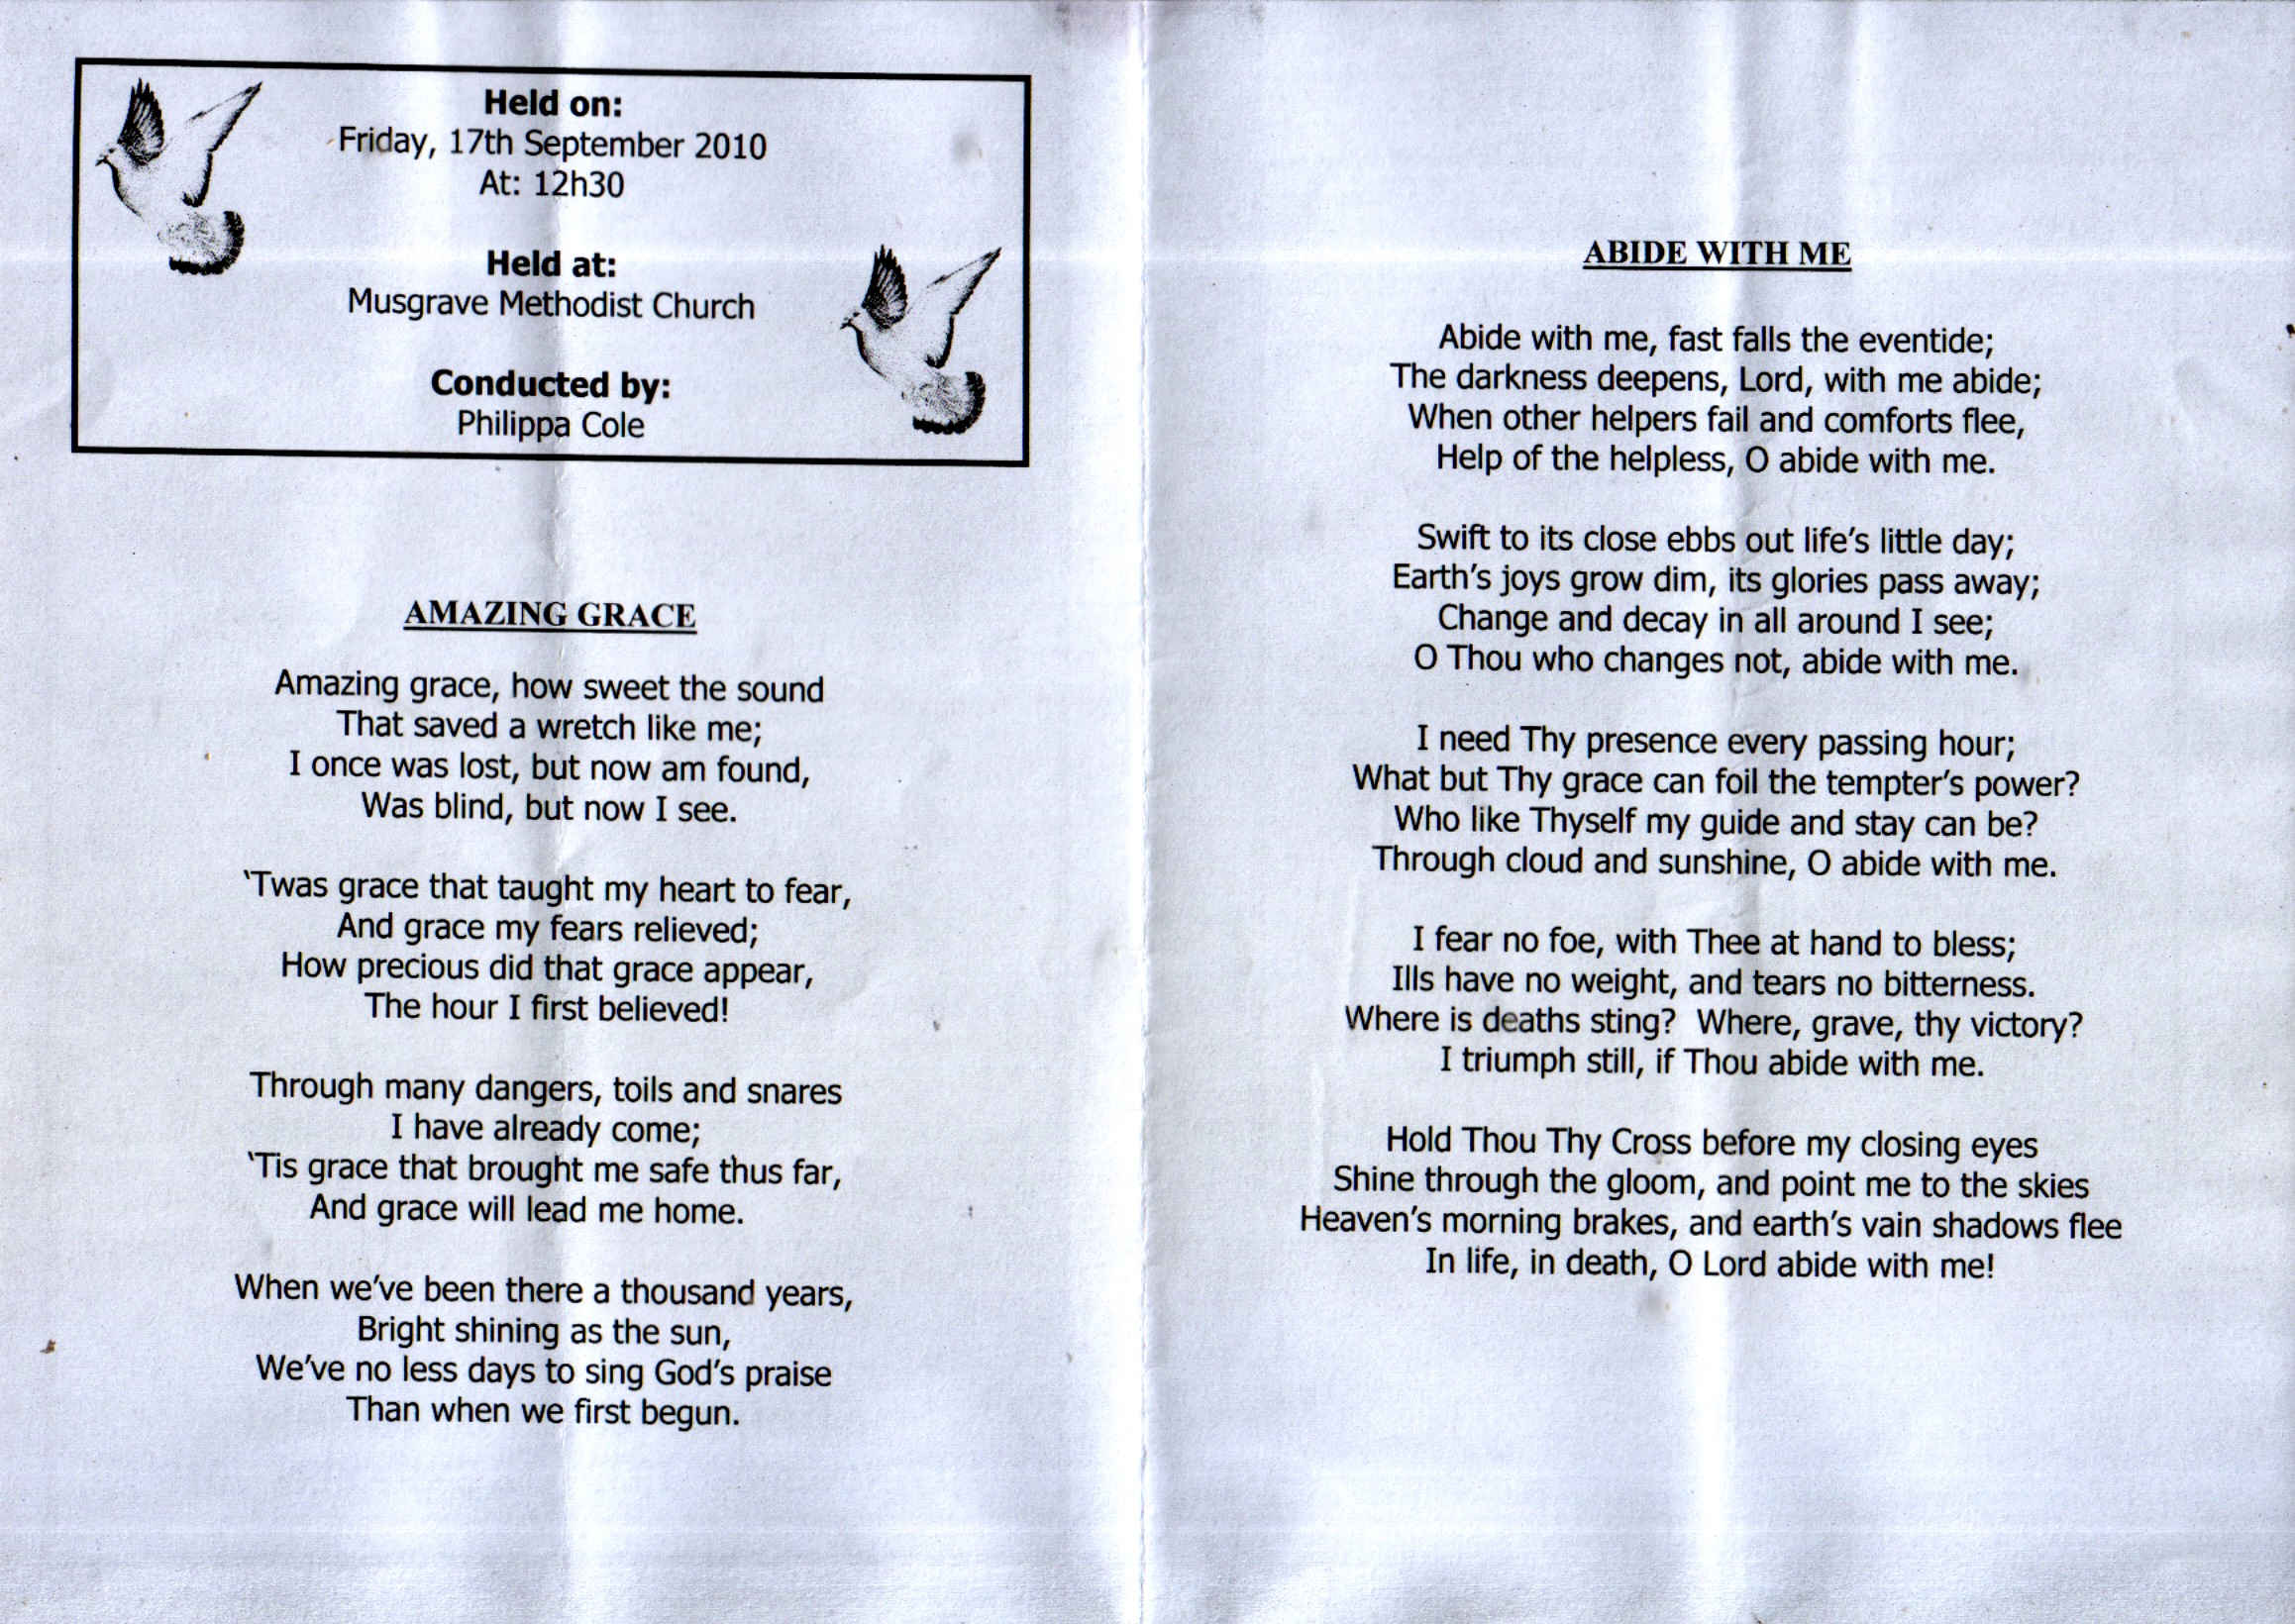 Held on:
Friday, 17th September 2010
At: 12h30
Held at:
Musgrave Methodist Church
Conducted by:
Philippa Cole
AMAZING GRACE
Amazing grace, how sweet the sound
That saved a wretch like me;
I once was lost, but now am found,
Was blind, but now I see.
‘Twas grace that taught my heart to fear,
And grace my fears relieved;
How precious did that grace appear,
The hour I first believed!
Through many dangers, toils and snares
I have already come;
‘Tis grace that brought me safe thus far,
And grace will lead me home.
When we’ve been there a thousand years,
Bright shining as the sun,
We’ve no less days to sing God’s praise
Than when we first begun.
ABIDE WITH ME
Abide with me, fast falls the eventide;
The darkness deepens, Lord, with me abide;
When other helpers fail and comforts flee,
Help of the helpless, O abide with me.
Swift to its close ebbs out life’s little day;
Earth’s joys grow dim, its glories pass away;
Change and decay in all around I see;
O Thou who changes not, abide with me.
I need Thy presence every passing hour;
What but Thy grace can foil the tempter’s power?
Who like Thyself my guide and stay can be?
Through cloud and sunshine, O abide with me.
I fear no foe, with Thee at hand to bless;
Ills have no weight, and tears no bitterness.
Where is deaths sting?  Where, grave, thy victory?
I triumph still, if Thou abide with me.
Hold Thou Thy Cross before my closing eyes
Shine through the gloom, and point me to the skies
Heaven’s morning brakes, and earth’s vain shadows flee
In life, in death, O Lord abide with me!